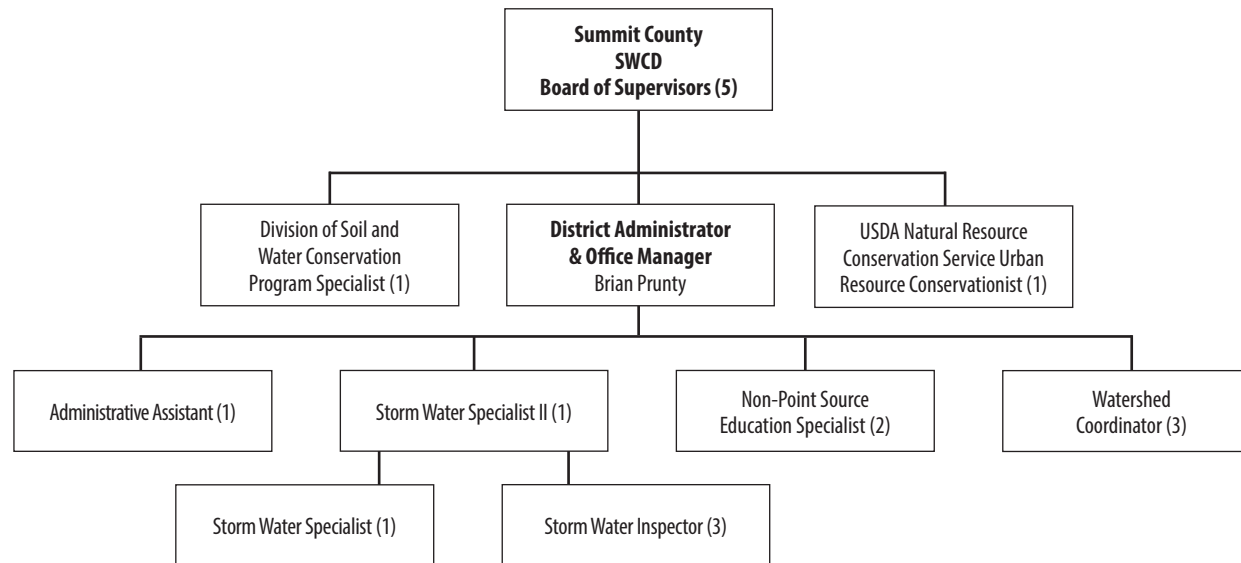 Summit County
SWCD
Board of Supervisors (5)
Division of Soil and
Water Conservation
Program Specialist (1)
District Administrator
& Office Manager
Brian Prunty
USDA Natural Resource
Conservation Service Urban
Resource Conservationist (1)
Administrative Assistant (1)
Storm Water Specialist II (1)
Non-Point Source
Education Specialist (2)
Watershed
Coordinator (3)
Storm Water Specialist (1)
Storm Water Inspector (3)